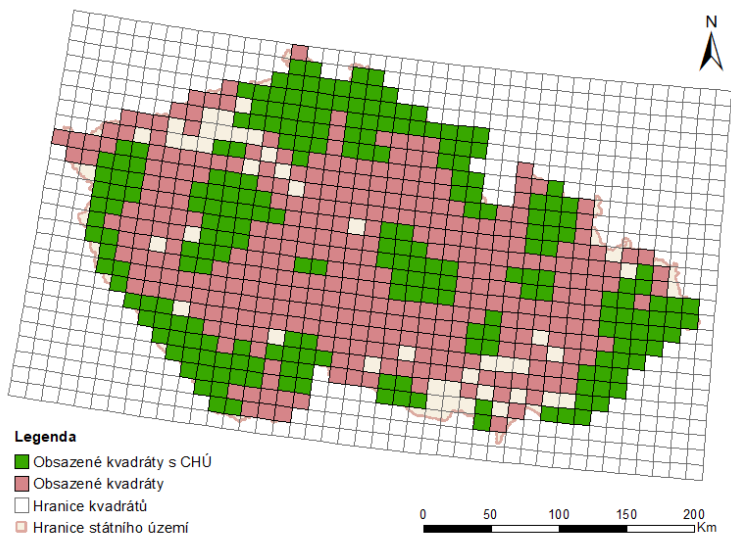 N
Legenda
Obsazené kvadráty s CHÚ
Obsazené kvadráty
Hranice kvadrátů
Hranice státního území
0 50 100 150 200
Km